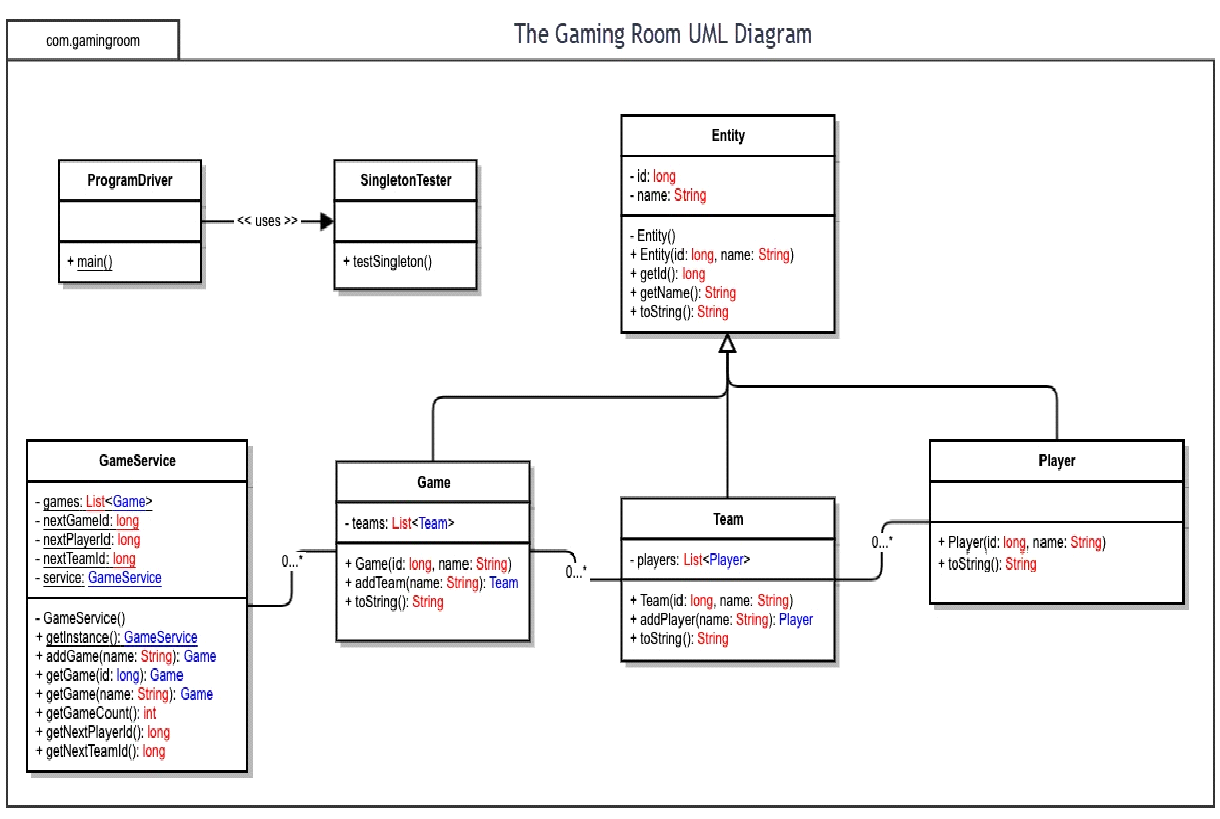 com.gamingroom
The Gaming Room UML Diagram
ProgramDriver
+ main()
<< uses >>
SingletonTester
+ testSingleton()
Entity
- id: long
- name: String
- Entity()
+ Entity(id: long, name: String)
+ getId(): long
+ getName(): String
+ toString(): String
GameService
- games: List<Game>
- nextGameId: long
- nextPlayerId: long
- nextTeamId: long
- service: GameService
- GameService()
+ getInstance(): GameService
+ addGame(name: String): Game
+ getGame(id: long): Game
+ getGame(name: String): Game
+ getGameCount(): int
+ getNextPlayerId(): long
+ getNextTeamId(): long
0...*
Game
- teams: List<Team>
+ Game(id: long, name: String)
+ addTeam(name: String): Team
+ toString(): String
0...*
Team
- players: List<Player>
+ Team(id: long, name: String)
+ addPlayer(name: String): Player
+ toString(): String
0...*
Player
+ Player(id: long, name: String)
+ toString(): String